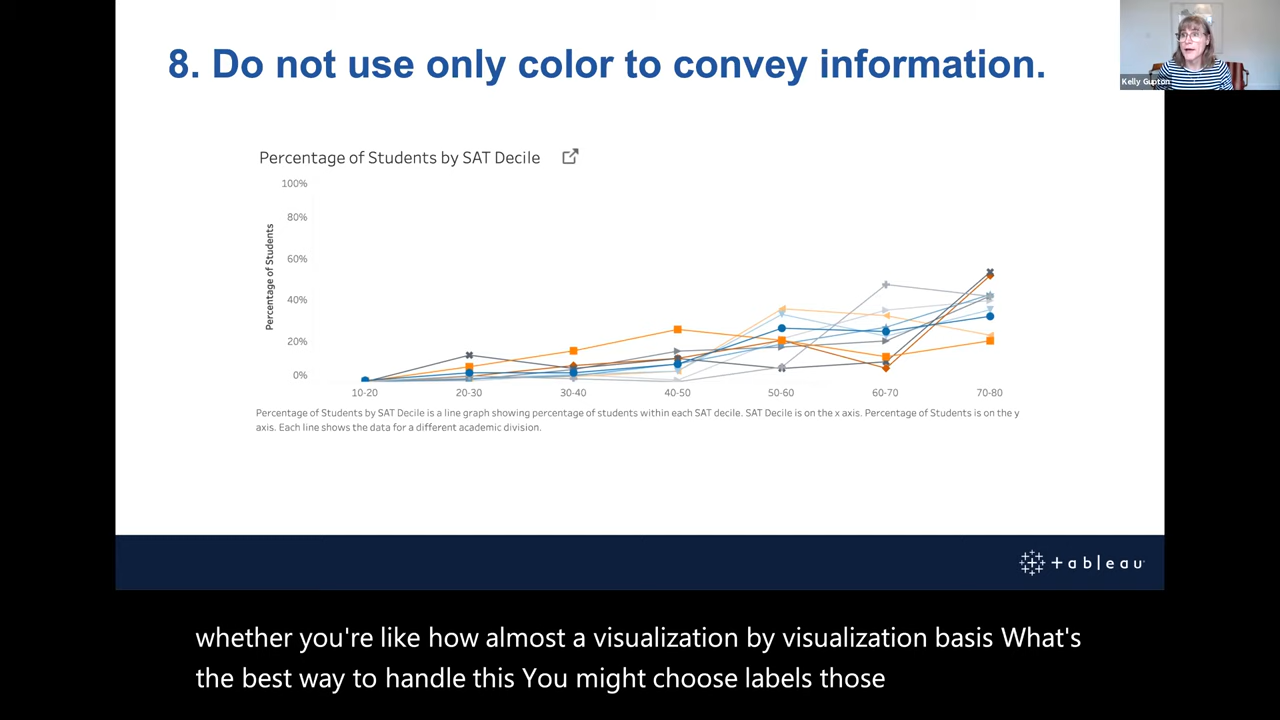 8. Do not use only color to convey information.
Kelly Gupton
Percentage of Students by SAT Decile
100%
80%
60%
40%
20%
0%
Percentage of Students
10-20
20-30
30-40
40-50
50-60
60-70
70-80
Percentage of Students by SAT Decile is a line graph showing percentage of students within each SAT decile. SAT Decile is on the x axis. Percentage of Students is on the y
axis. Each line shows the data for a different academic division.
+ableau
whether you're like how almost a visualization by visualization basis What's
the best way to handle this You might choose labels those